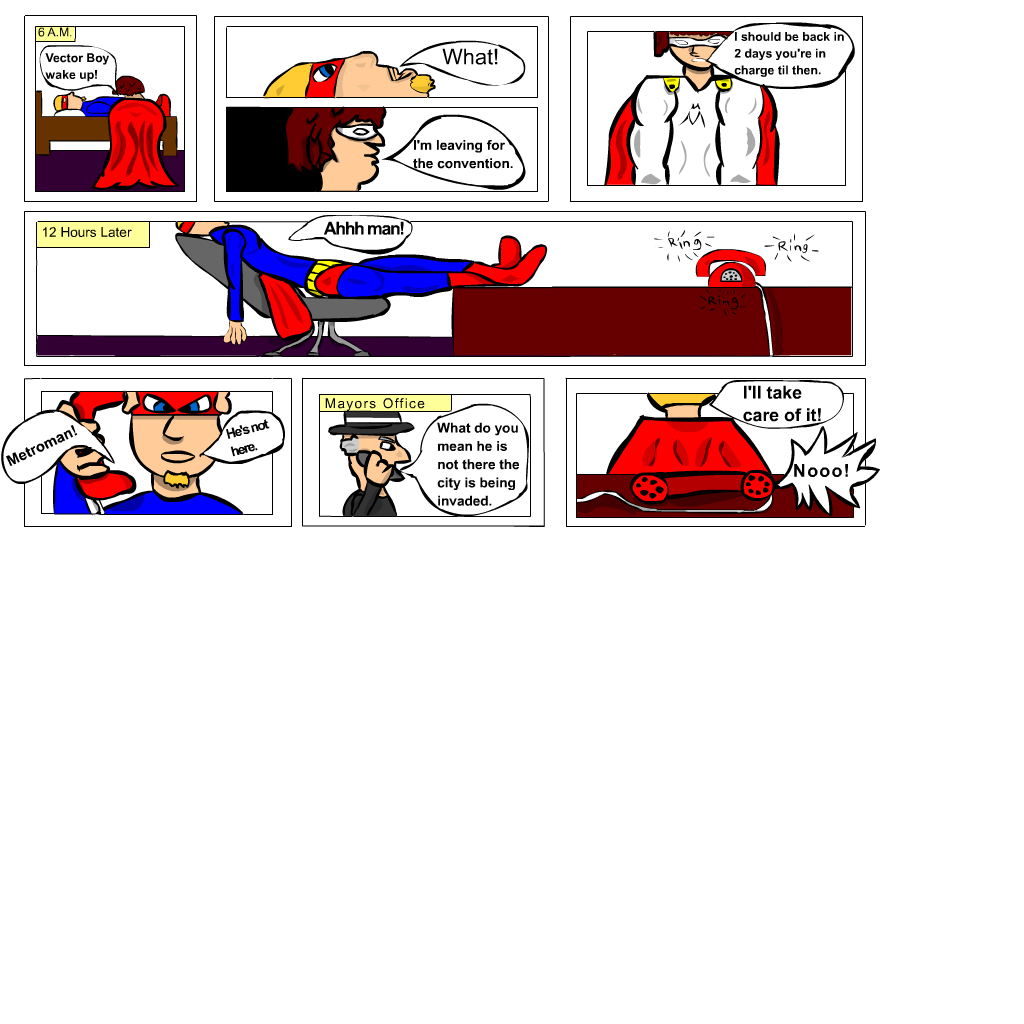 6 A.M.
Vector Boy
wake up!
What!
I'm leaving for
the convention.
I should be back in
2 days you're in
charge til then.
12 Hours Later
Ahhh man!
Ring
Ring
Ring
Metroman!
He's not
here.
Mayors Office
What do you
mean he is
not there the
city is being
invaded.
I'll take
care of it!
Nooo!